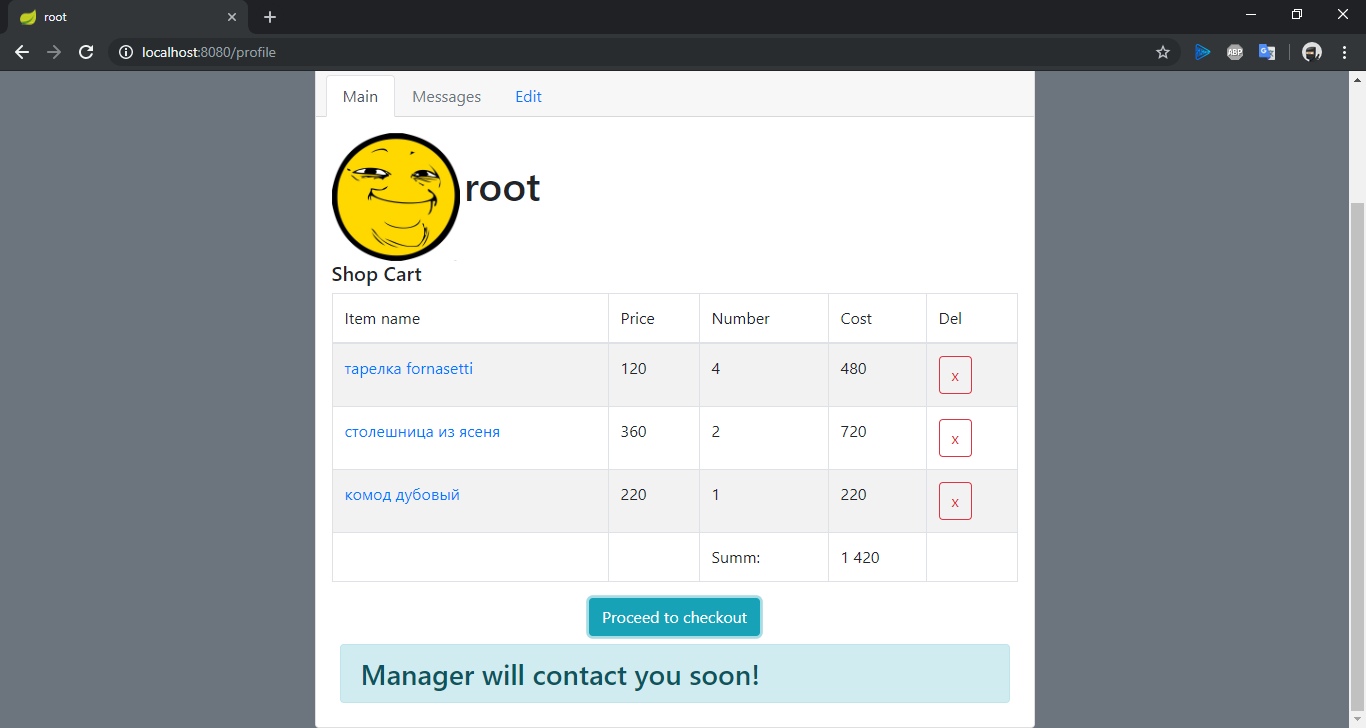 root
localhost:8080/profile
ABP
Main Messages Edit
root
Shop Cart
Item name Price Number Cost Del
тарелка fornasetti 120 4 480 x
столешница из ясеня 360 2 720 x
комод дубовый 220 1 220 x
Summ: 1 420
Proceed to checkout
Manager will contact you soon!